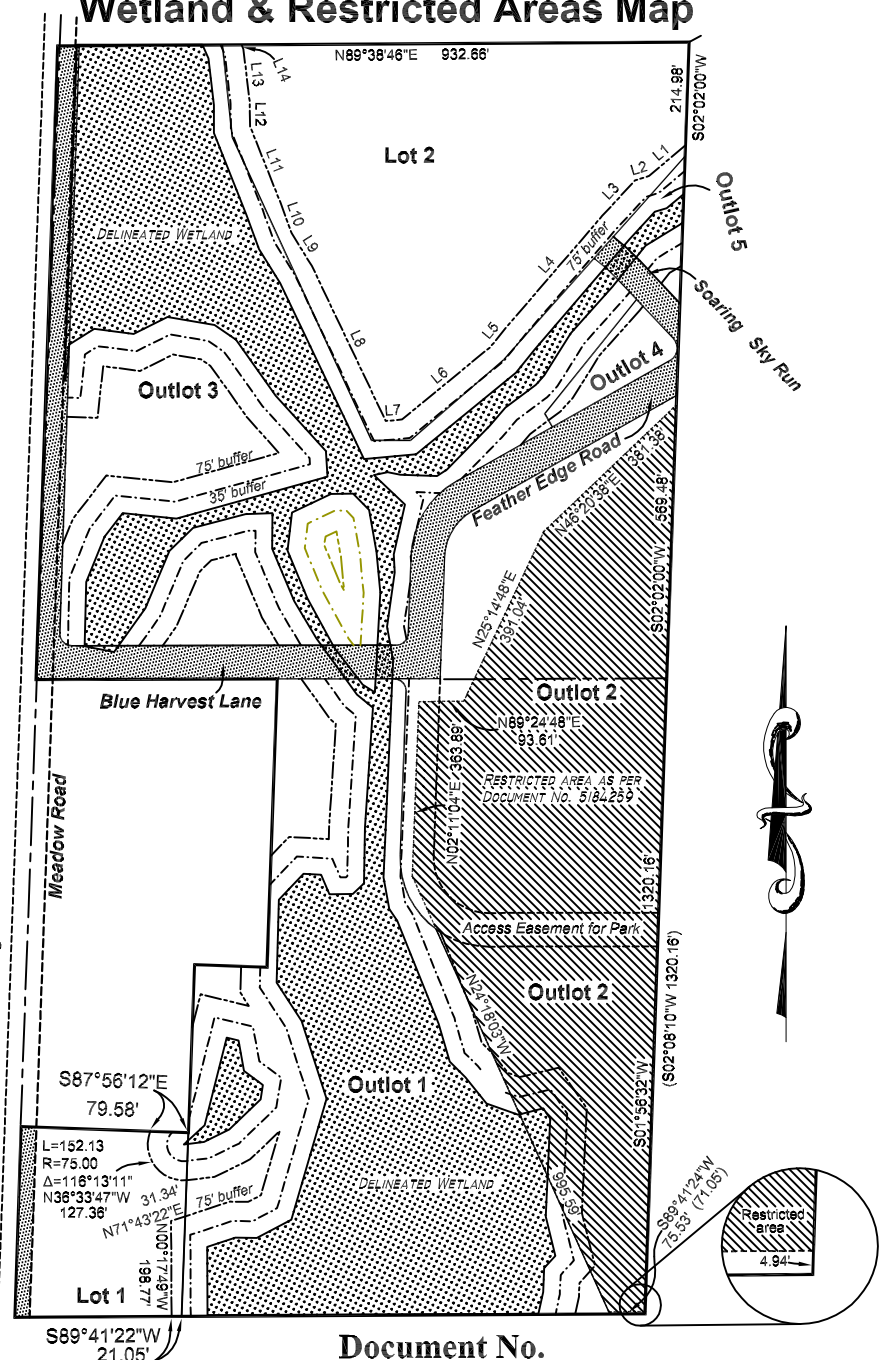 Wetland & Restricted Areas Map
N89°38'46"E 932.66'
214.98'
S02°02'00"W
L14
L13
L12
L11
L10
L9
L8
L7
L6
L5
L4
L3
L2
L1
Lot 2
75' buffer
Outlot 5
Soaring Sky Run
DELINEATED WETLAND
Outlot 3
Outlot 4
75' buffer
35' buffer
Feather Edge Road
381.38'
N46°20'38"E
S02°02'00"W 569.48'
N25°14'48"E
391.04'
Blue Harvest Lane
Outlot 2
N89°24'48"E
93.61'
N02°11'04"E 363.89'
RESTRICTED AREA AS PER
DOCUMENT NO. 5184259
Meadow Road
1320.16'
Access Easement for Park
(S02°08'10"W 1320.16')
N24°18'03"W
Outlot 2
S01°56'32"W
S87°56'12"E
79.58'
Outlot 1
L=152.13
R=75.00
Δ=116°13'11"
N36°33'47"W
127.36'
31.34'
N71°43'22"E
75' buffer
DELINEATED WETLAND
995.59'
S89°41'24"W
75.53' (71.05')
N00°17'49"W
198.77'
Restricted
area
4.94'
Lot 1
S89°41'22"W
21.05'
Document No.